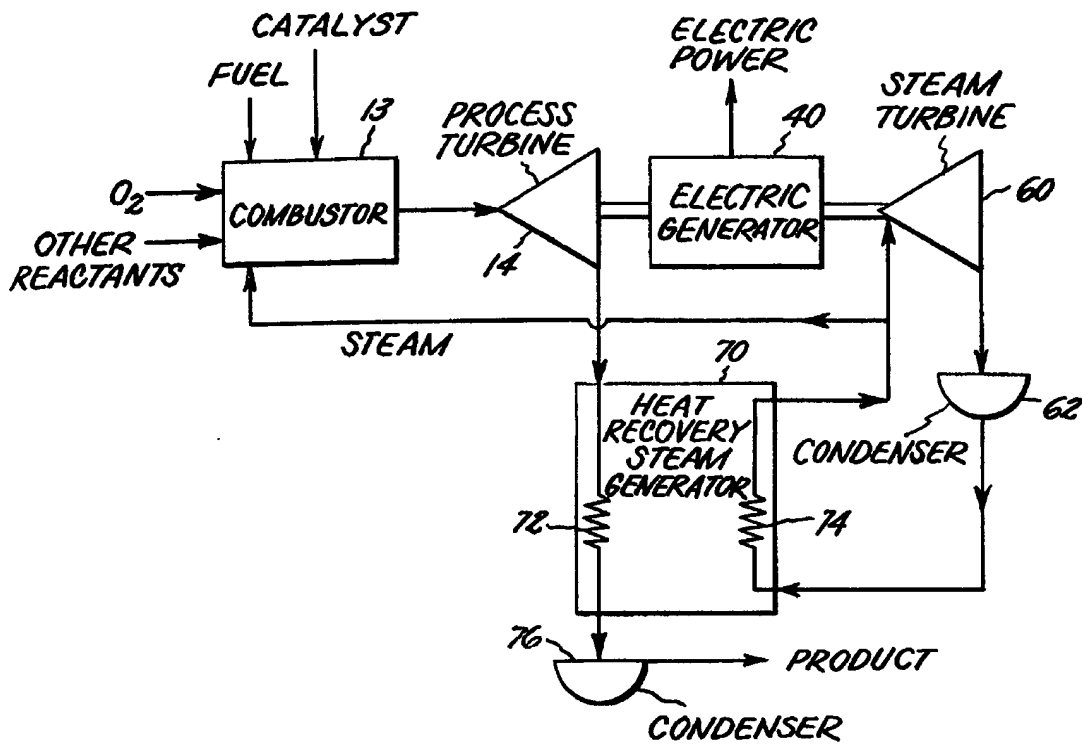 CATALYST
FUEL
13
O2
OTHER
REACTANTS
COMBUSTOR
PROCESS
TURBINE
14
ELECTRIC
POWER
40
ELECTRIC
GENERATOR
STEAM
TURBINE
60
STEAM
70
HEAT
RECOVERY
STEAM
GENERATOR
72
74
62
CONDENSER
76
PRODUCT
CONDENSER